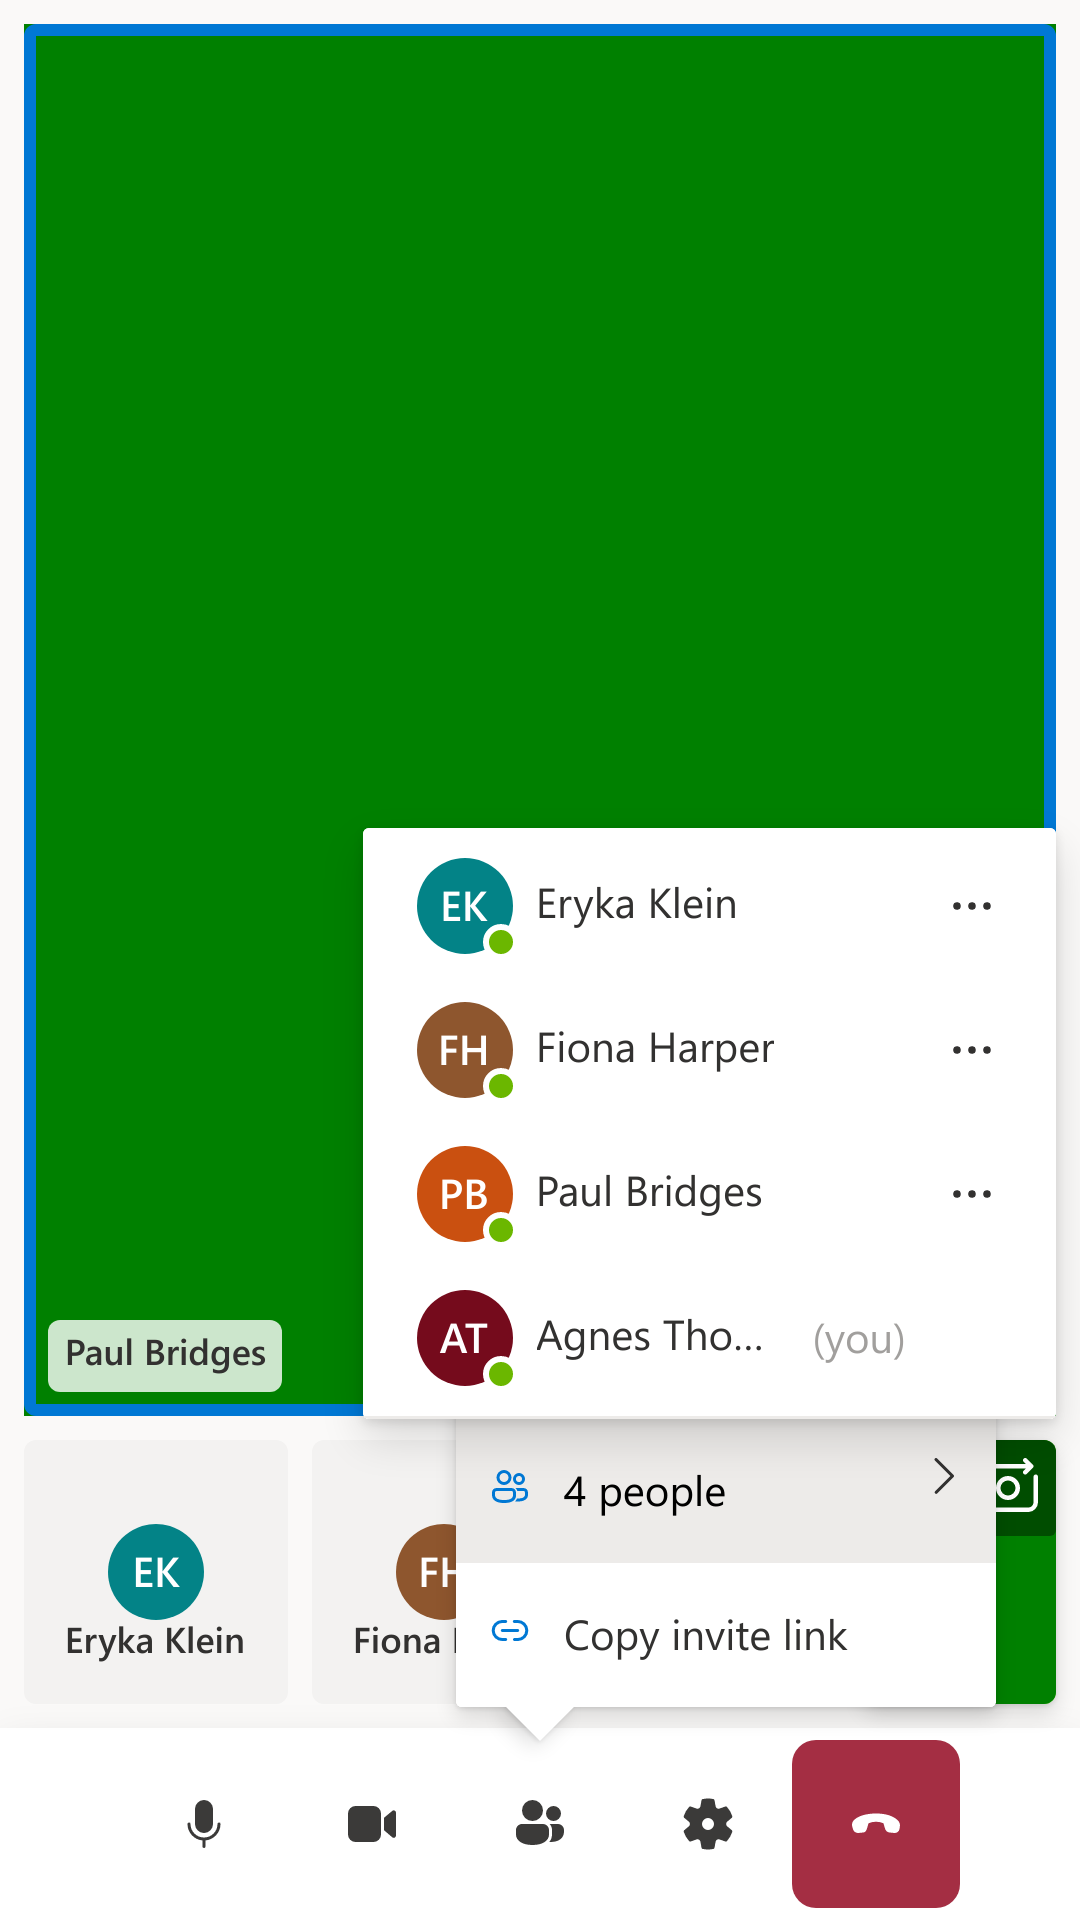 EK
Eryka Klein
FH
Fiona Harper
PB
Paul Bridges
AT
Agnes Tho...
(you)
Paul Bridges
4 people
EK
Eryka Klein
FH
Fiona
Copy invite link